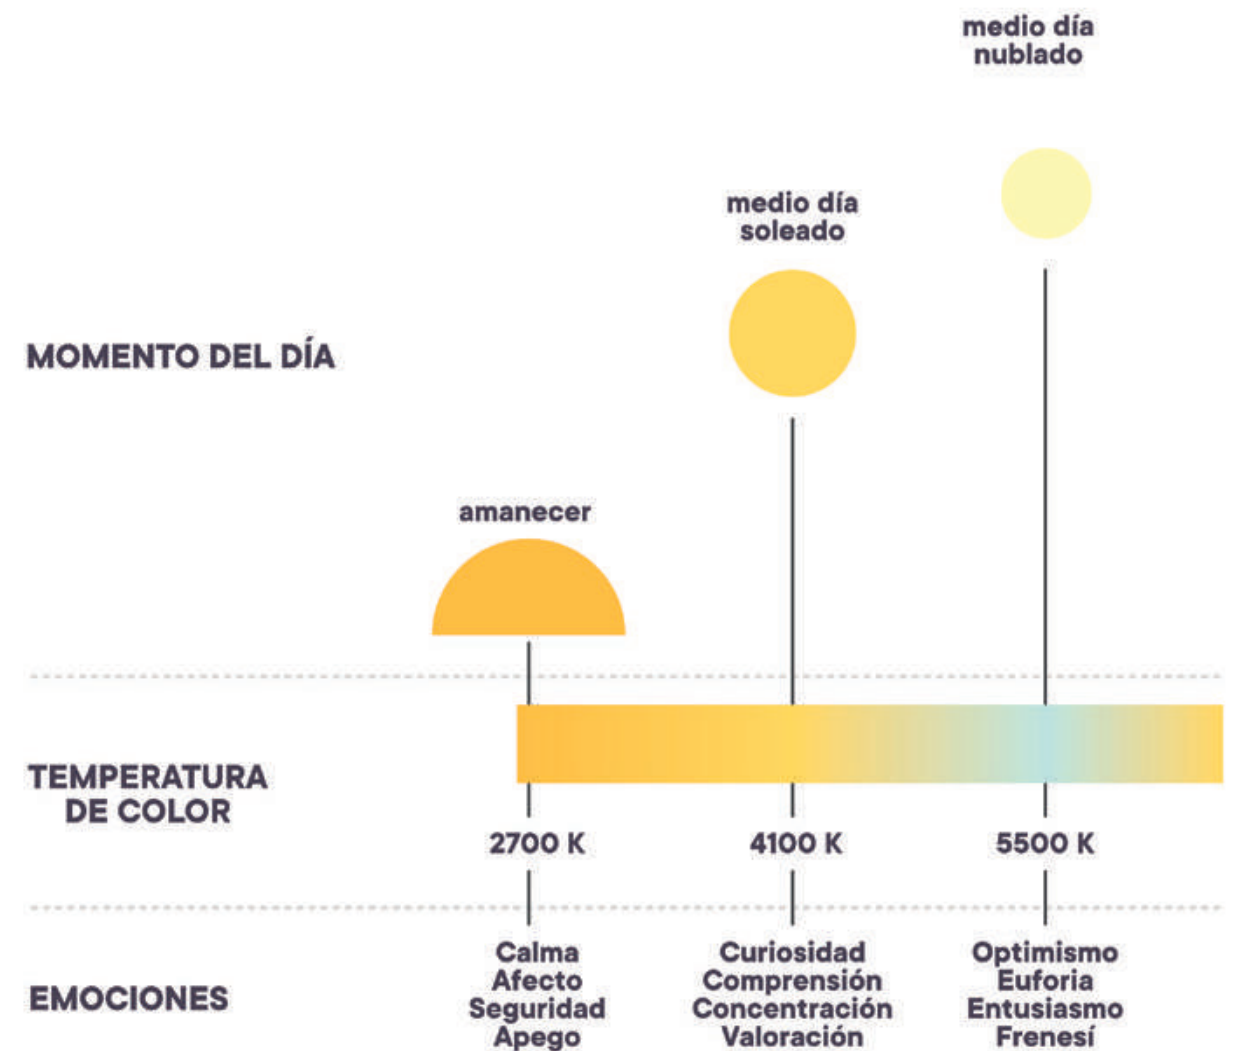 medio día
nublado
medio día
soleado
MOMENTO DEL DÍA
amanecer
TEMPERATURA
DE COLOR
2700 K
4100 K
5500 K
EMOCIONES
Calma
Afecto
Seguridad
Apego
Curiosidad
Comprensión
Concentración
Valoración
Optimismo
Euforia
Entusiasmo
Frenesí